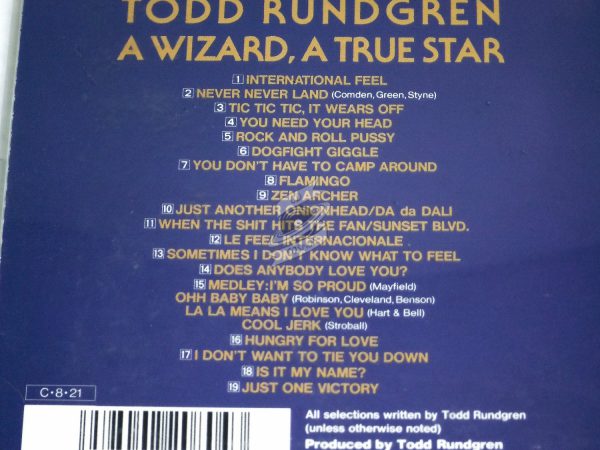 TODD RUNDGREN
A WIZARD, A TRUE STAR
1 INTERNATIONAL FEEL
2 NEVER NEVER LAND (Comden, Green, Styne)
3 TIC TIC TIC, IT WEARS OFF
4 YOU NEED YOUR HEAD
5 ROCK AND ROLL PUSSY
6 DOGFIGHT GIGGLE
7 YOU DON'T HAVE TO CAMP AROUND
8 FLAMINGO
9 ZEN ARCHER
10 JUST ANOTHER ONIONHEAD/DA da DALI
11 WHEN THE SHIT HITS THE FAN/SUNSET BLVD.
12 LE FEEL INTERNACIONALE
13 SOMETIMES I DON'T KNOW WHAT TO FEEL
14 DOES ANYBODY LOVE YOU?
15 MEDLEY:I'M SO PROUD (Mayfield)
OHH BABY BABY (Robinson, Cleveland, Benson)
LA LA MEANS I LOVE YOU (Hart & Bell)
COOL JERK (Stroball)
16 HUNGRY FOR LOVE
17 I DON'T WANT TO TIE YOU DOWN
18 IS IT MY NAME?
19 JUST ONE VICTORY
C·8·21
All selections written by Todd Rundgren
(unless otherwise noted)
Produced by Todd Rundgren